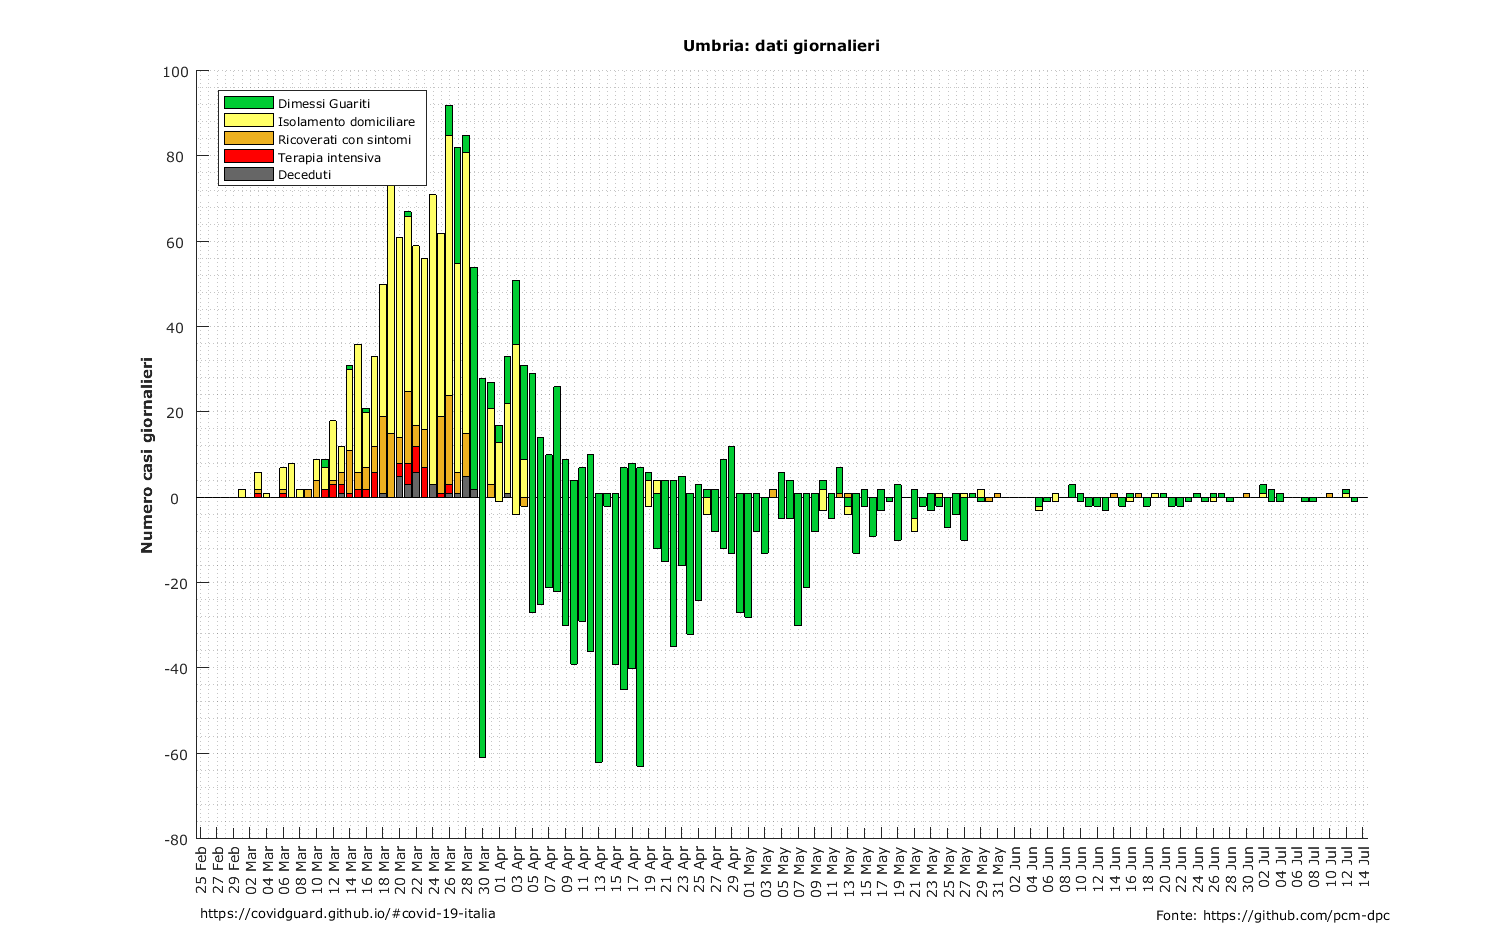 Umbria: dati giornalieri
Dimessi Guariti
Isolamento domiciliare
Ricoverati con sintomi
Terapia intensiva
Deceduti
Numero casi giornalieri
100
80
60
40
20
0
-20
-40
-60
-80
25 Feb
27 Feb
29 Feb
02 Mar
04 Mar
06 Mar
08 Mar
10 Mar
12 Mar
14 Mar
16 Mar
18 Mar
20 Mar
22 Mar
24 Mar
26 Mar
28 Mar
30 Mar
01 Apr
03 Apr
05 Apr
07 Apr
09 Apr
11 Apr
13 Apr
15 Apr
17 Apr
19 Apr
21 Apr
23 Apr
25 Apr
27 Apr
29 Apr
01 May
03 May
05 May
07 May
09 May
11 May
13 May
15 May
17 May
19 May
21 May
23 May
25 May
27 May
29 May
31 May
02 Jun
04 Jun
06 Jun
08 Jun
10 Jun
12 Jun
14 Jun
16 Jun
18 Jun
20 Jun
22 Jun
24 Jun
26 Jun
28 Jun
30 Jun
02 Jul
04 Jul
06 Jul
08 Jul
10 Jul
12 Jul
14 Jul
https://covidguard.github.io/#covid-19-italia
Fonte: https://github.com/pcm-dpc